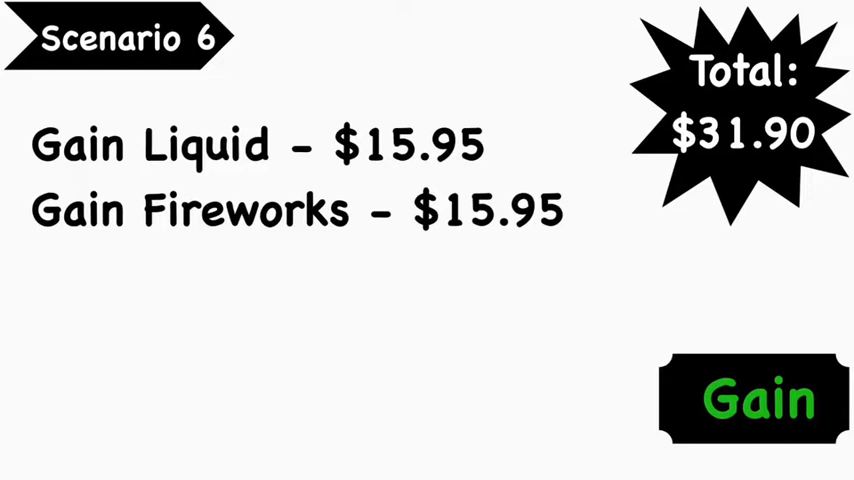 Scenario 6
Total:
$31.90
Gain Liquid - $15.95
Gain Fireworks - $15.95
Gain